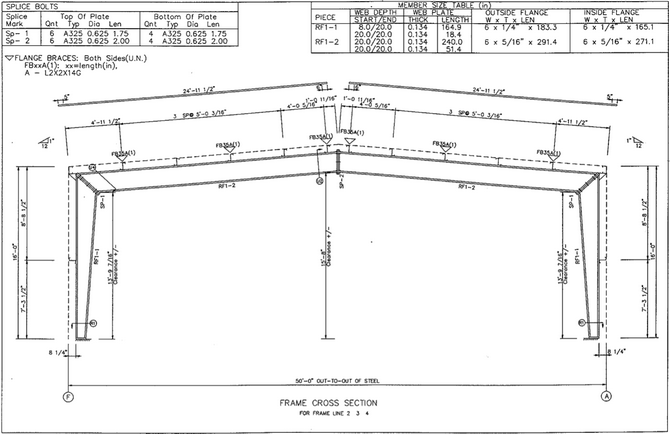 SPLICE BOLTS
Splice Top Of Plate Bottom Of Plate
Mark Qnt Typ Dia Len Qnt Typ Dia Len
Sp- 1 6 A325 0.625 1.75 4 A325 0.625 1.75
Sp- 2 6 A325 0.625 2.00 4 A325 0.625 2.00
▽FLANGE BRACES: Both Sides(U.N.)
FBxxA(1): xx=length(in),
A - L2X2X14G
MEMBER SIZE TABLE (in)
PIECE WEB DEPTH WEB PLATE OUTSIDE FLANGE INSIDE FLANGE
START/END THICK LENGTH W x T x LEN W x T x LEN
RF1-1 8.0/20.0 0.134 164.9 6 x 1/4" x 183.3 6 x 1/4" x 165.1
20.0/20.0 0.134 18.4
RF1-2 20.0/20.0 0.134 240.0 6 x 5/16" x 291.4 6 x 5/16" x 271.1
20.0/20.0 0.134 51.4
5" 24'-11 1/2" 24'-11 1/2" 5"
1'-0 11/16" 1'-0 11/16"
4'-0 5/16" 4'-0 5/16"
3 SP@ 5'-0 3/16" 3 SP@ 5'-0 3/16"
4'-11 1/2" 4'-11 1/2"
1" 12 1" 12
FB35A(1) FB35A(1) FB35A(1) FB35A(1) FB35A(1) FB35A(1)
RF1-2 SP-2 RF1-2
SP-1 SP-1
RF1-1 RF1-1
8'-8 1/2" 8'-8 1/2"
16'-0" 16'-0"
7'-3 1/2" 7'-3 1/2"
13'-9 7/16" Clearance +/-
15'-8" Clearance +/-
13'-9 7/16" Clearance +/-
8 1/4" 8 1/4"
50'-0" OUT-TO-OUT OF STEEL
F A
FRAME CROSS SECTION
FOR FRAME LINE 2 3 4